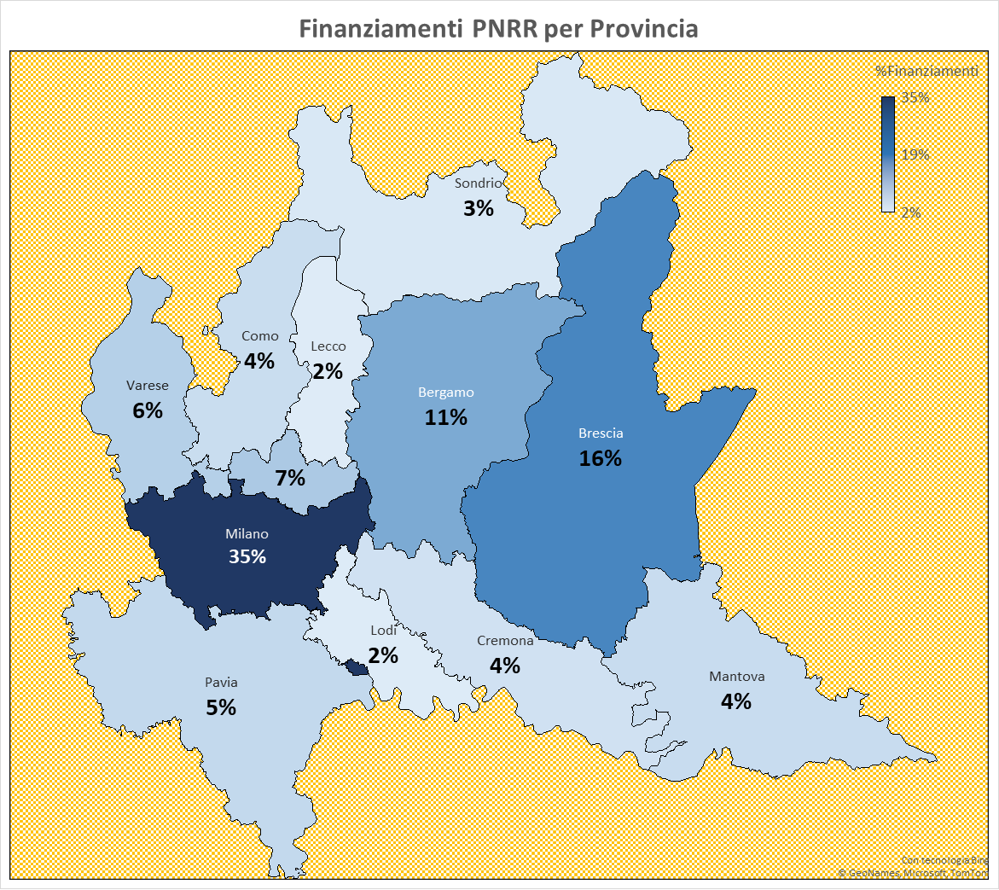 Finanziamenti PNRR per Provincia
%Finanziamenti
35%
19%
2%
Sondrio
3%
Como
4%
Lecco
2%
Varese
6%
Bergamo
11%
Brescia
16%
7%
Milano
35%
Lodi
2%
Cremona
4%
Pavia
5%
Mantova
4%
Con tecnologia Bing
© GeoNames, Microsoft, TomTom